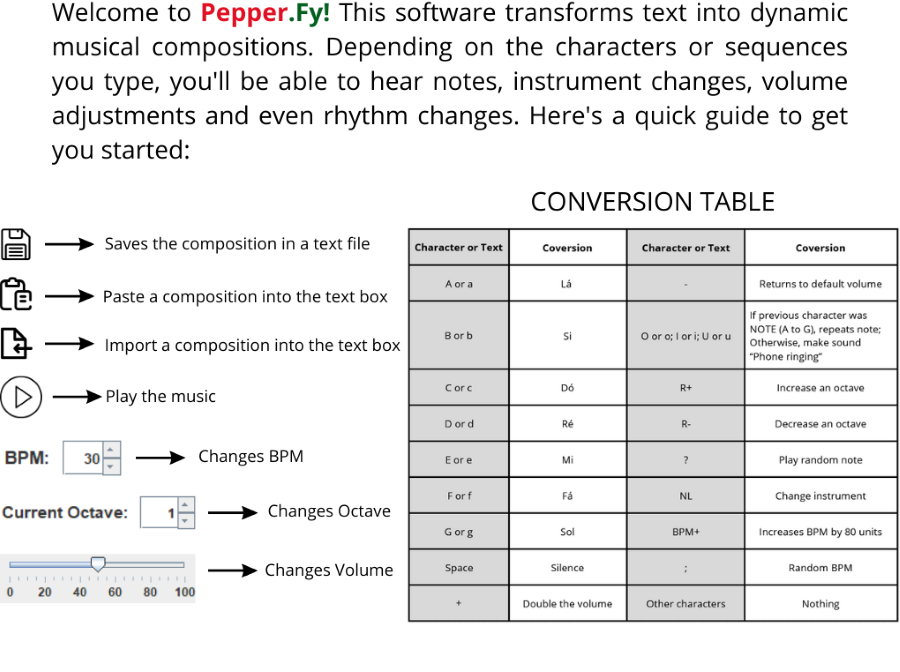 Welcome to Pepper.Fy! This software transforms text into dynamic
musical compositions. Depending on the characters or sequences
you type, you'll be able to hear notes, instrument changes, volume
adjustments and even rhythm changes. Here's a quick guide to get
you started:
Saves the composition in a text file
Paste a composition into the text box
Import a composition into the text box
Play the music
BPM: 30 Changes BPM
Current Octave: 1 Changes Octave
Changes Volume
0 20 40 60 80 100
CONVERSION TABLE
Character or Text Coversion Character or Text Coversion
A or a Lá - Returns to default volume
B or b Si O or o; I or i; U or u If previous character was
NOTE (A to G), repeats note;
Otherwise, make sound
"Phone ringing"
C or c Dó R+ Increase an octave
D or d Ré R- Decrease an octave
E or e Mi ? Play random note
F or f Fá NL Change instrument
G or g Sol BPM+ Increases BPM by 80 units
Space Silence ; Random BPM
+ Double the volume Other characters Nothing